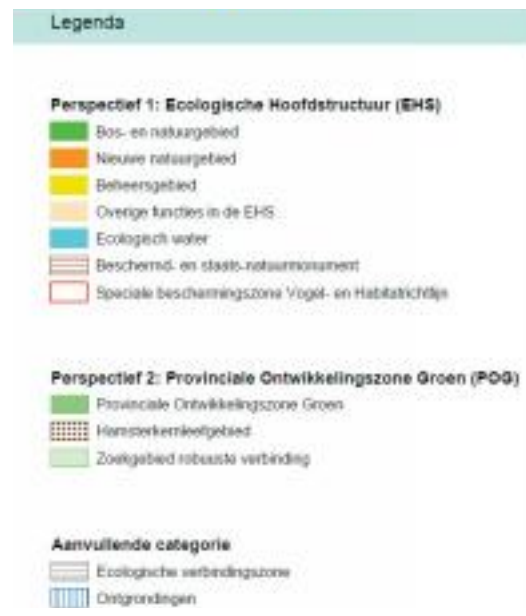 Legenda
Perspectief 1: Ecologische Hoofdstructuur (EHS)
Bos- en natuurgebied
Nieuwe natuurgebied
Beheersgebied
Overige functies in de EHS
Ecologisch water
Beschermd- en staats-natuurmonument
Speciale beschermingszone Vogel- en Habitatrichtlijn
Perspectief 2: Provinciale Ontwikkelingszone Groen (POG)
Provinciale Ontwikkelingszone Groen
Hamsterkernleefgebied
Zoekgebied robuuste verbinding
Aanvullende categorie
Ecologische verbindingszone
Ontgrondingen